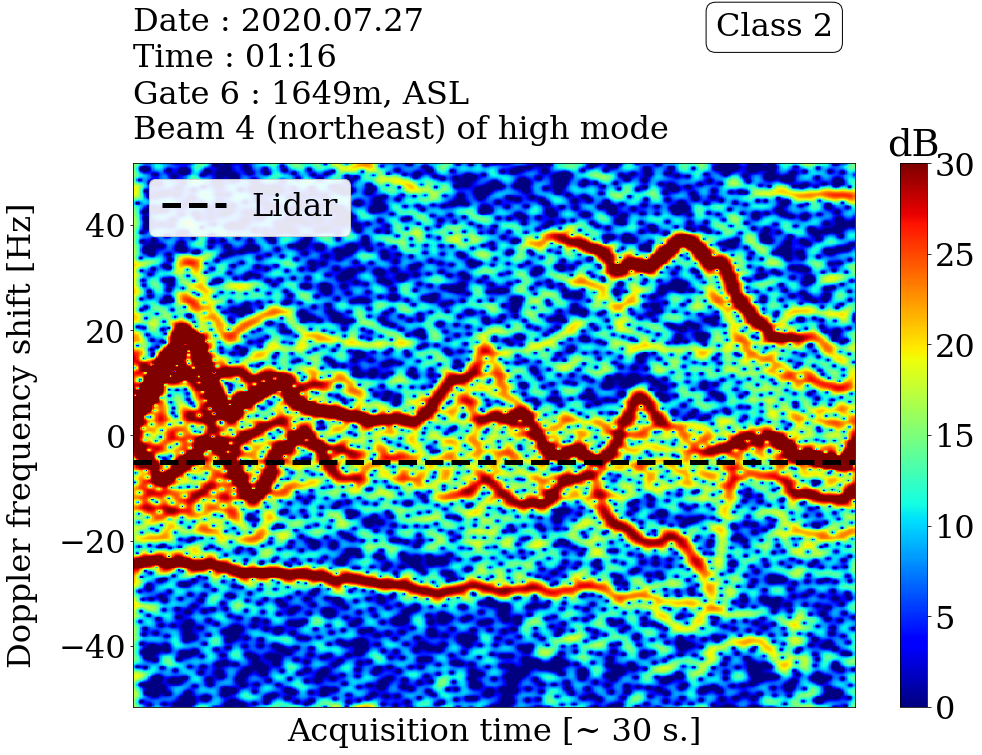 Date : 2020.07.27
Time : 01:16
Gate 6 : 1649m, ASL
Beam 4 (northeast) of high mode
Class 2
dB
Lidar
Doppler frequency shift [Hz]
40
20
0
−20
−40
30
25
20
15
10
5
0
Acquisition time [~ 30 s.]